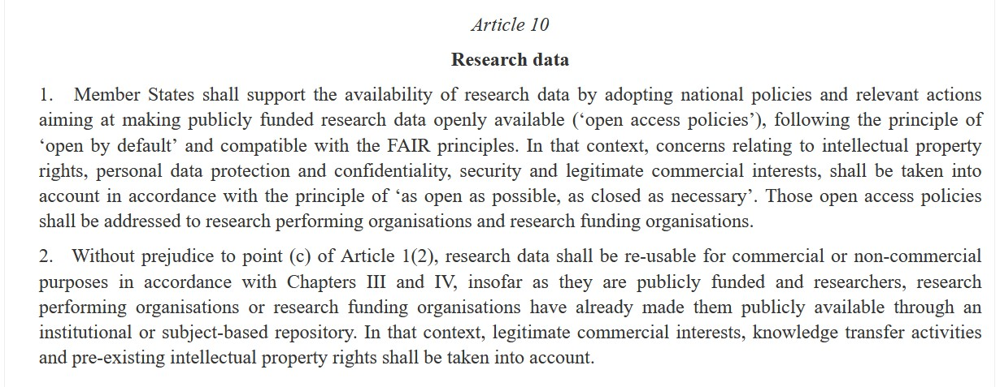 Article 10
Research data
1. Member States shall support the availability of research data by adopting national policies and relevant actions
aiming at making publicly funded research data openly available (‘open access policies’), following the principle of
‘open by default’ and compatible with the FAIR principles. In that context, concerns relating to intellectual property
rights, personal data protection and confidentiality, security and legitimate commercial interests, shall be taken into
account in accordance with the principle of ‘as open as possible, as closed as necessary’. Those open access policies
shall be addressed to research performing organisations and research funding organisations.
2. Without prejudice to point (c) of Article 1(2), research data shall be re-usable for commercial or non-commercial
purposes in accordance with Chapters III and IV, insofar as they are publicly funded and researchers, research
performing organisations or research funding organisations have already made them publicly available through an
institutional or subject-based repository. In that context, legitimate commercial interests, knowledge transfer activities
and pre-existing intellectual property rights shall be taken into account.